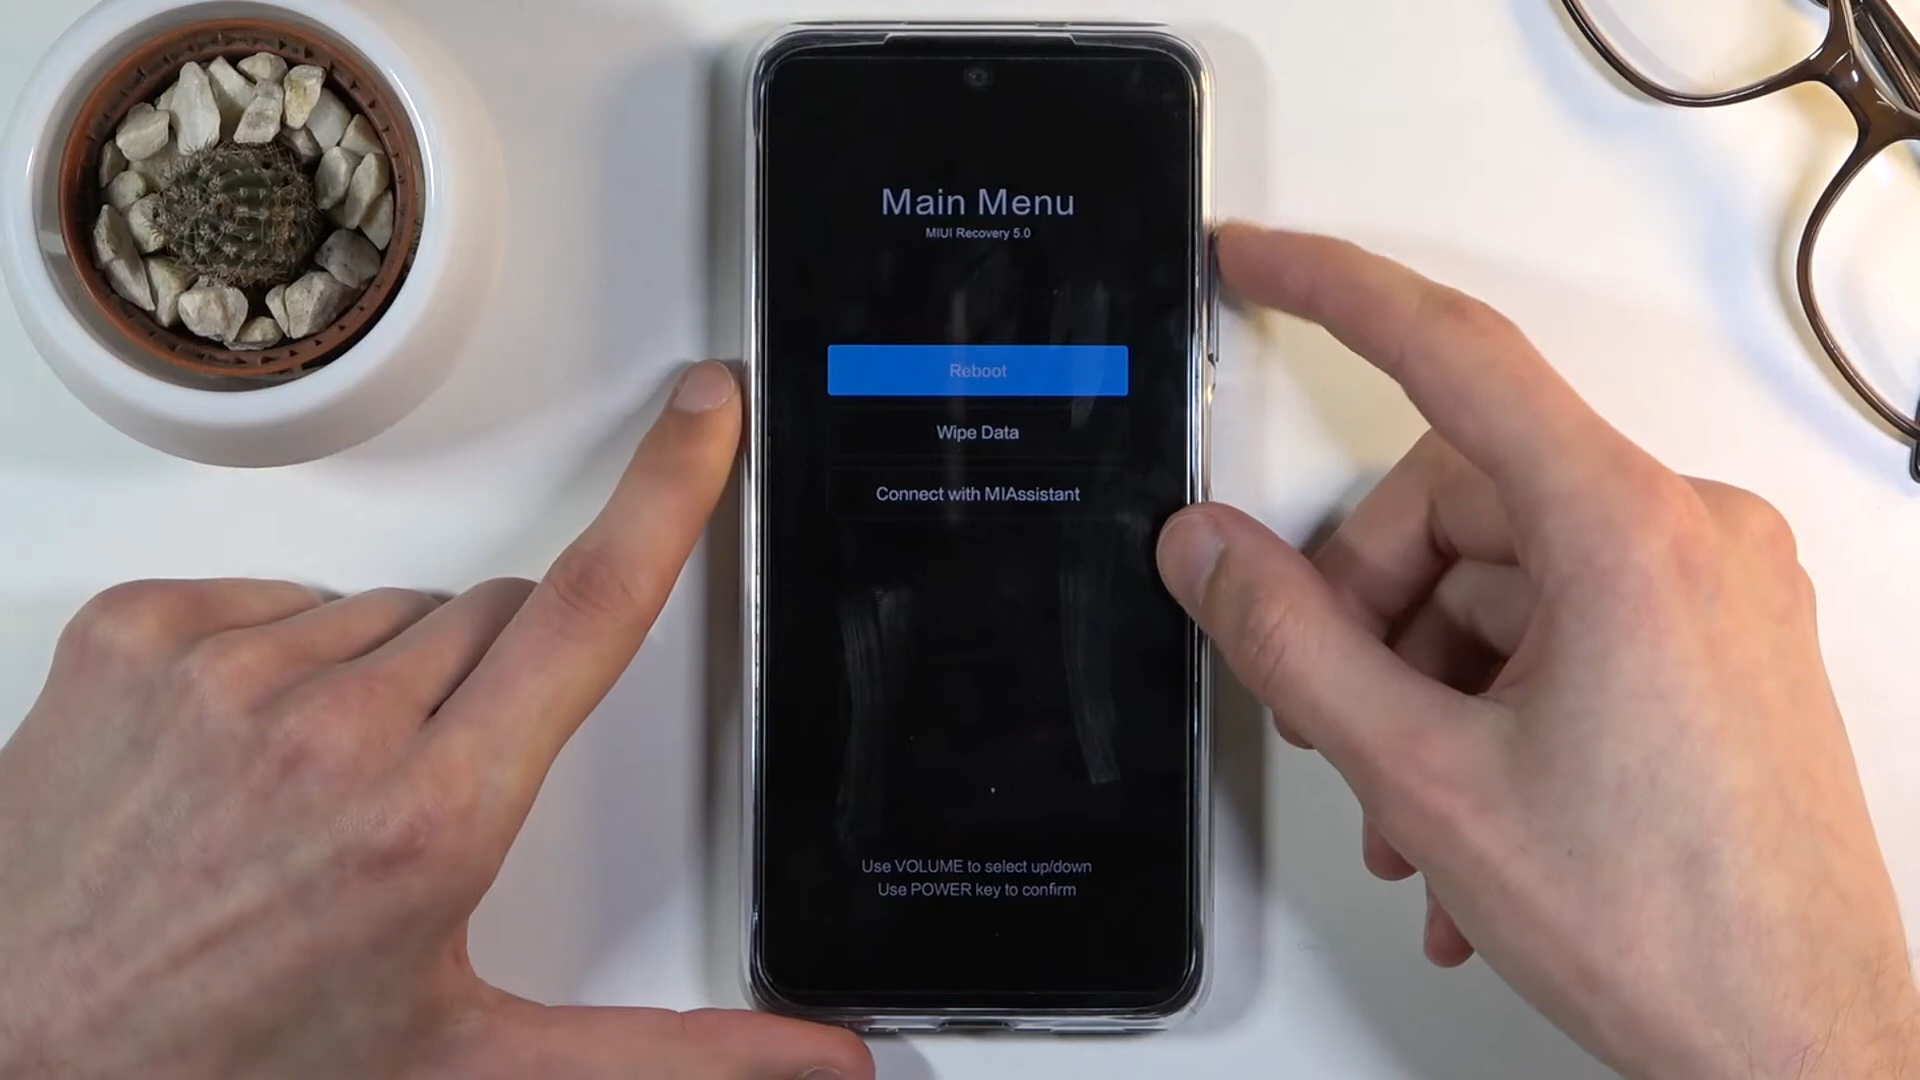 Main Menu
MIUI Recovery 5.0
Reboot
Wipe Data
Connect with MIAssistant
Use VOLUME to select up/down
Use POWER key to confirm